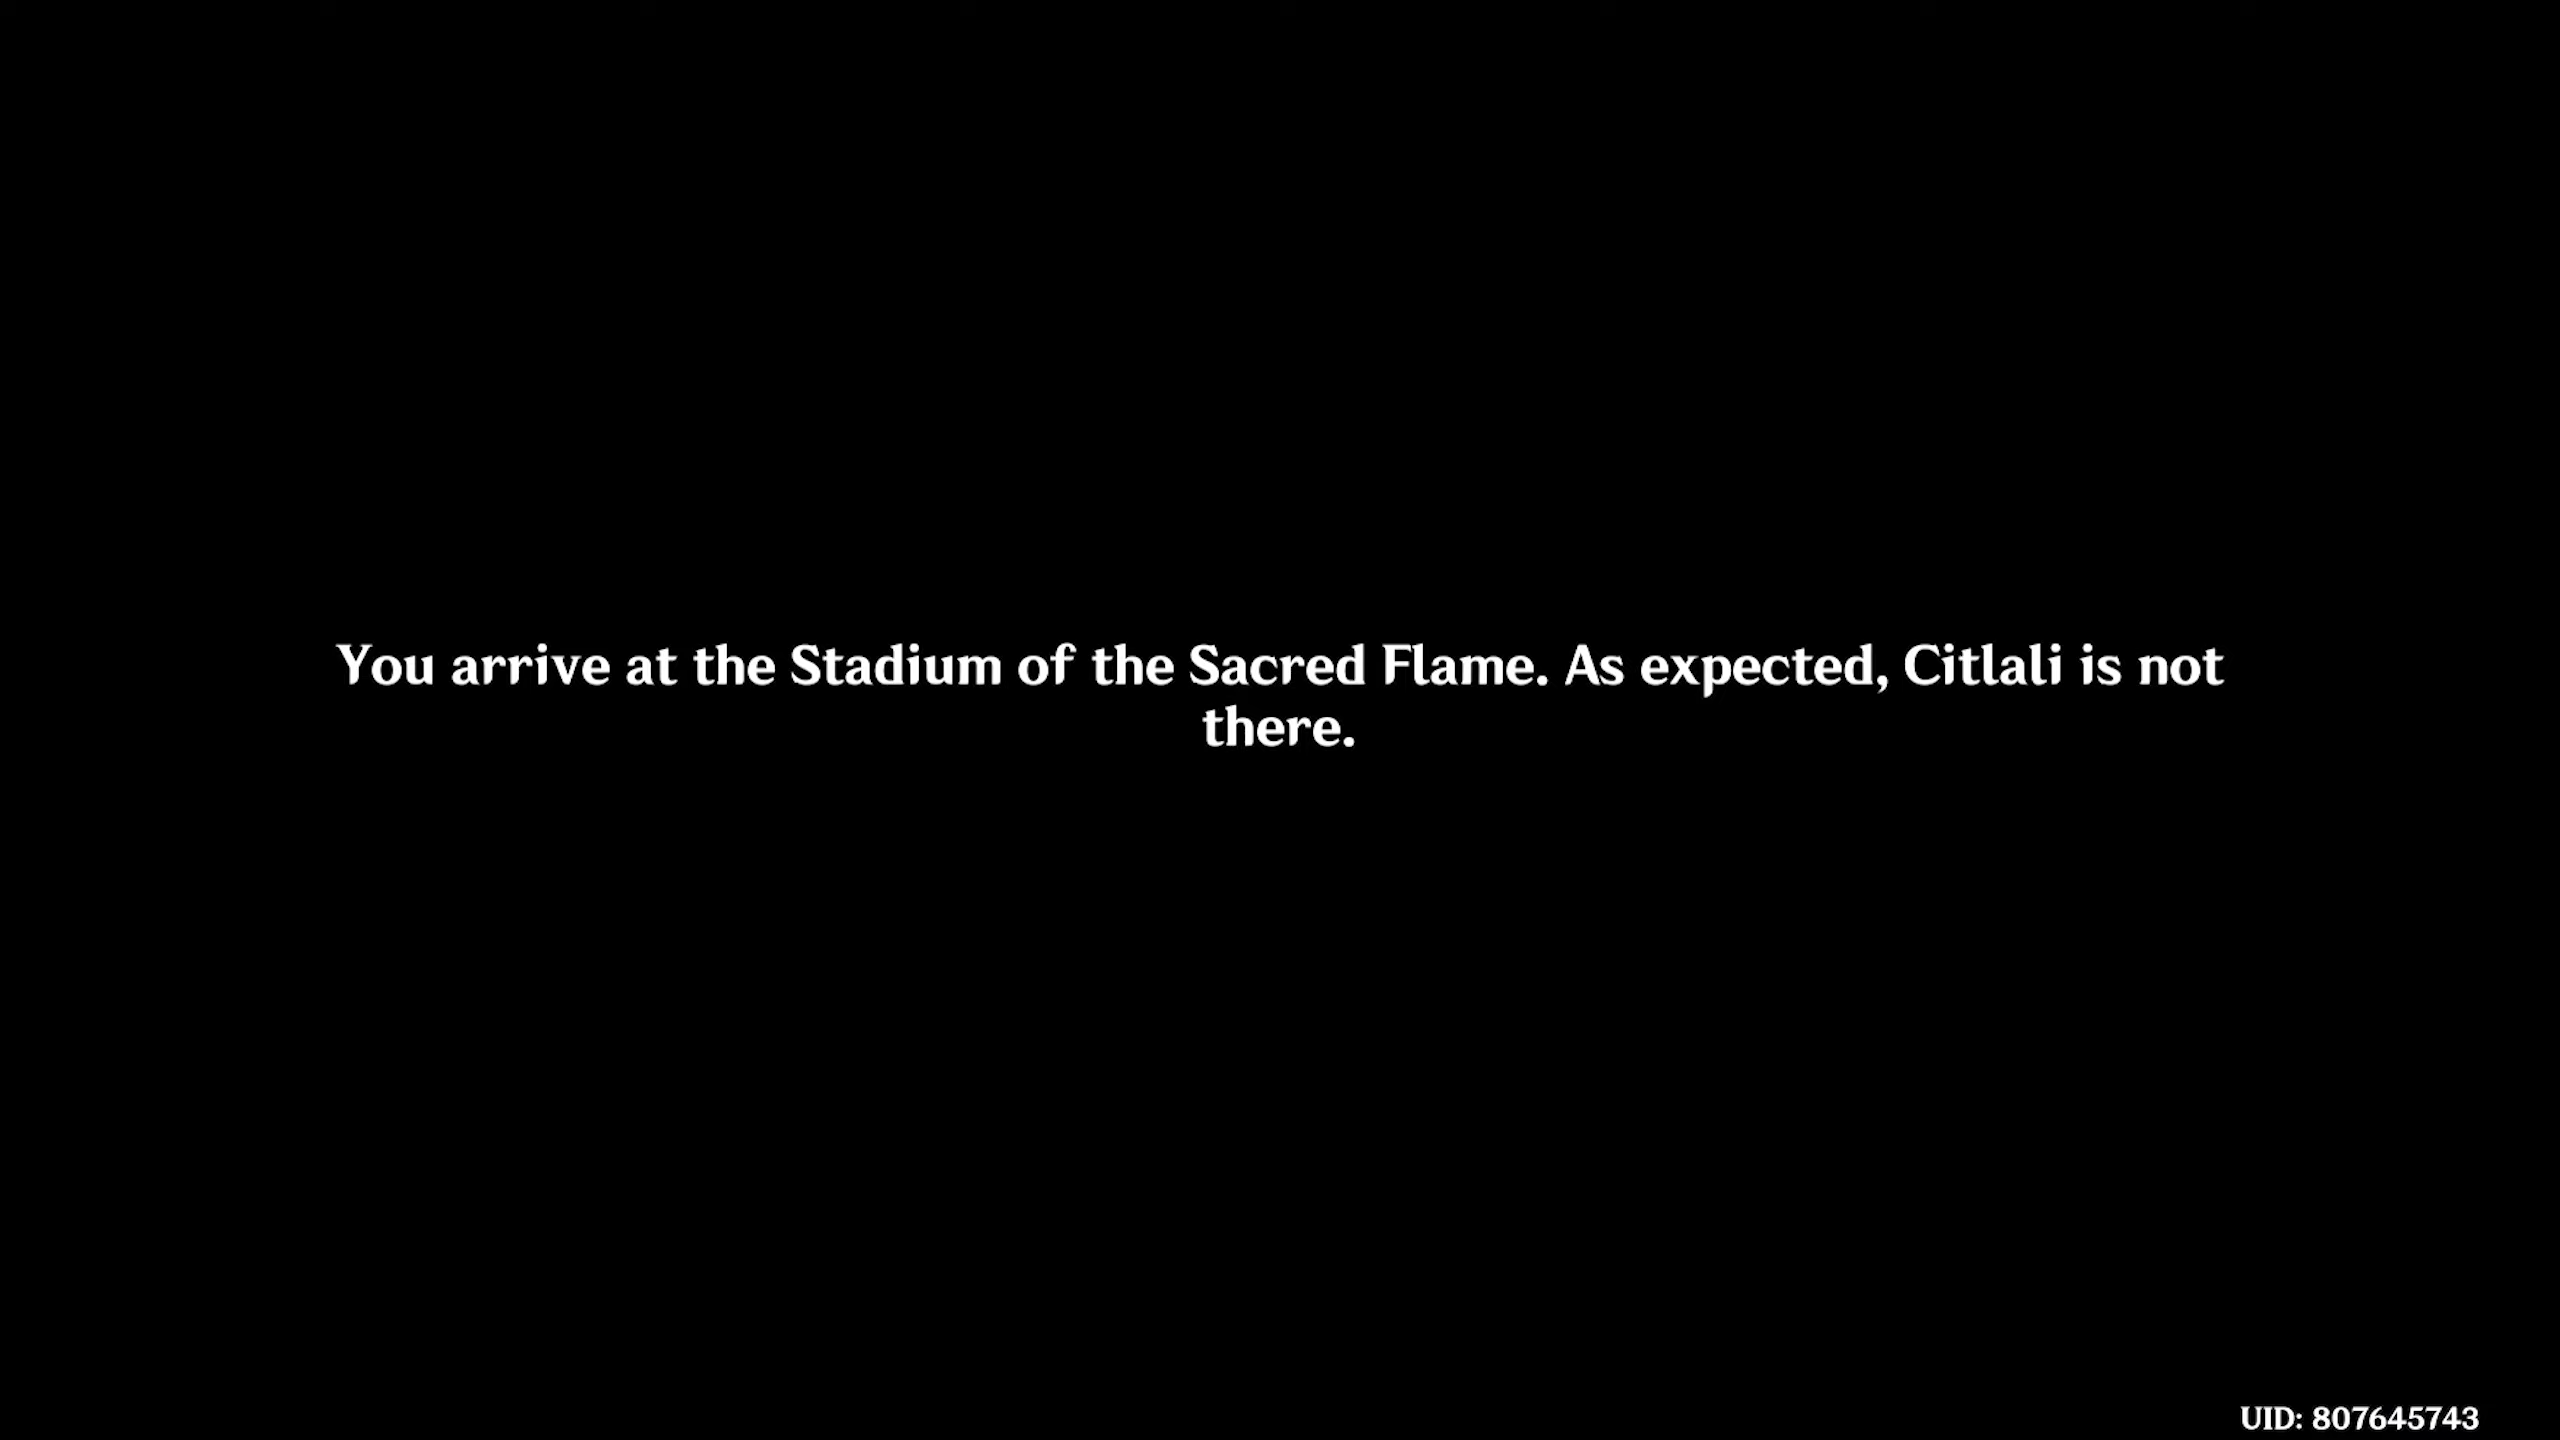 You arrive at the Stadium of the Sacred Flame. As expected, Citlali is not
there.
UID: 807645743